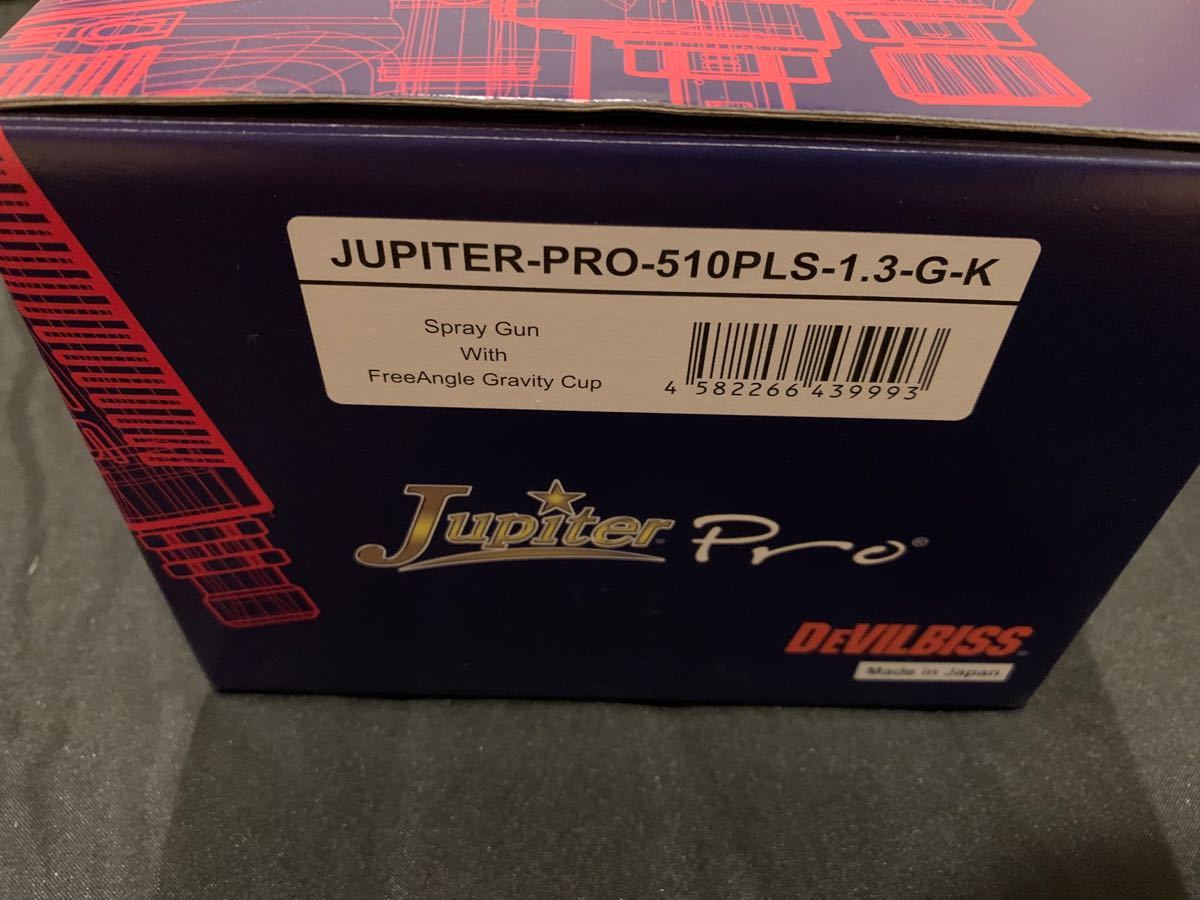 JUPITER-PRO-510PLS-1.3-G-K
Spray Gun
With
FreeAngle Gravity Cup
4 582266 439993
Jupiter Pro®
DEVILBISS
Made in Japan